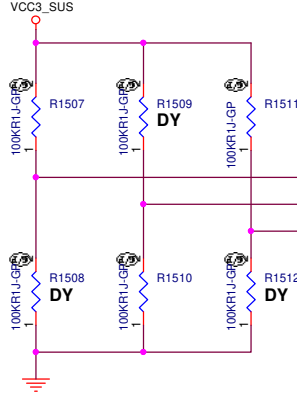 VCC3_SUS
R1507
100KR1J-GP
1
R1509
DY
100KR1J-GP
1
R1511
100KR1J-GP
1
R1508
DY
100KR1J-GP
1
R1510
100KR1J-GP
1
R1512
DY
100KR1J-GP
1